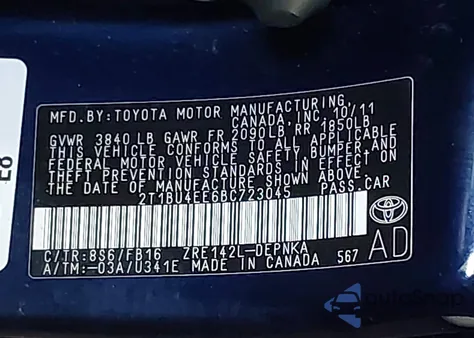 MFD.BY:TOYOTA MOTOR MANUFACTURING
CANADA,INC. 10/11
GVWR 3840 LB GAWR FR 2090LB,RR 1850LB
THIS VEHICLE CONFORMS TO ALL APPLICABLE
FEDERAL MOTOR VEHICLE SAFETY,BUMPER,AND
THEFT PREVENTION STANDARDS IN EFFECT
ON THE DATE OF MANUFACTURE SHOWN ABOVE.
2T1BU4EE6BC723045 PASS.CAR
C/TR:8S6/FB16 ZRE142L-DEPNKA
A/TM:-03A/U341E MADE IN CANADA 567
AD
E8
autosnap